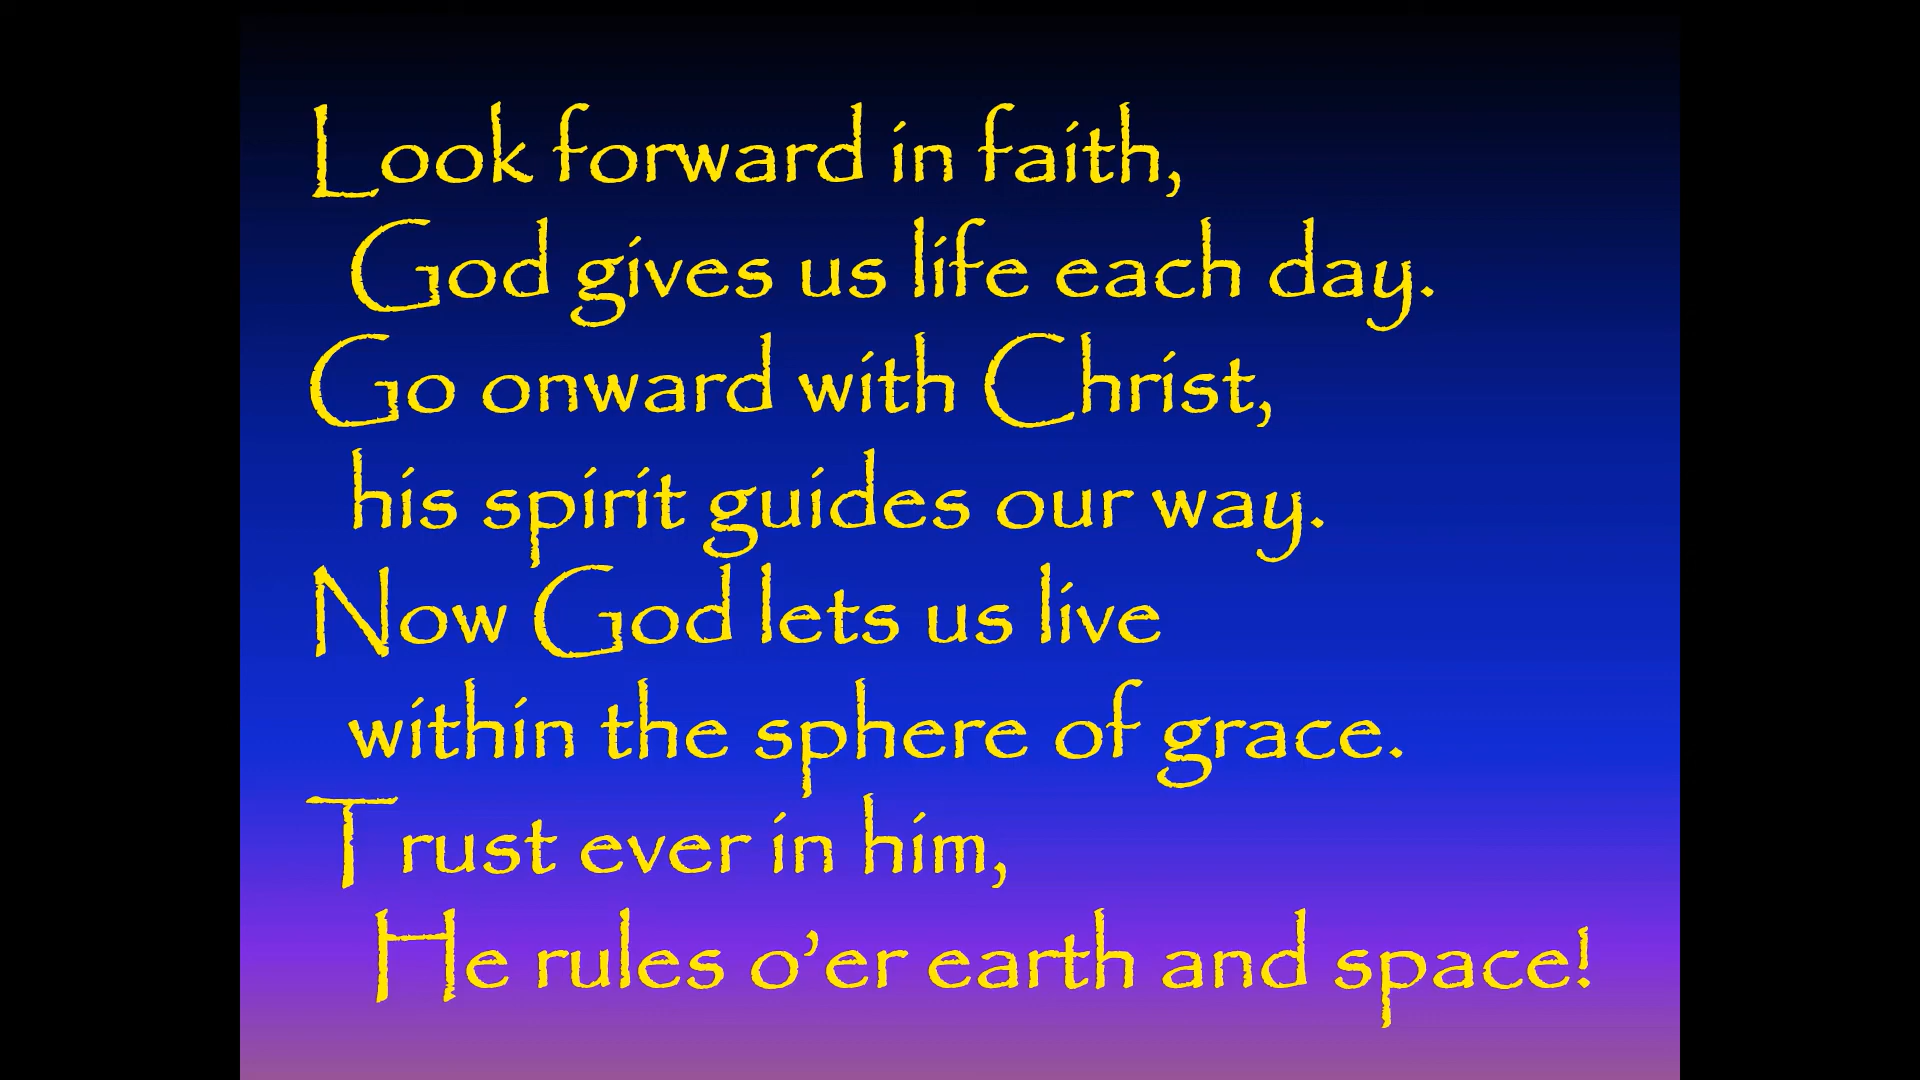 Look forward in faith,
God gives us life each day.
Go onward with Christ,
his spirit guides our way.
Now God lets us live
within the sphere of grace.
Trust ever in him,
He rules o’er earth and space!